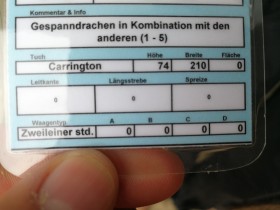 Kommentar & Info
Gespanndrachen in Kombination mit den
anderen (1 - 5)
Tuch: Höhe Breite Fläche
Carrington 74 210 0
Leitkante Längsstrebe Spreize
0 0 0
Waagentyp A B C D
Zweileiner std. 0 0 0 0